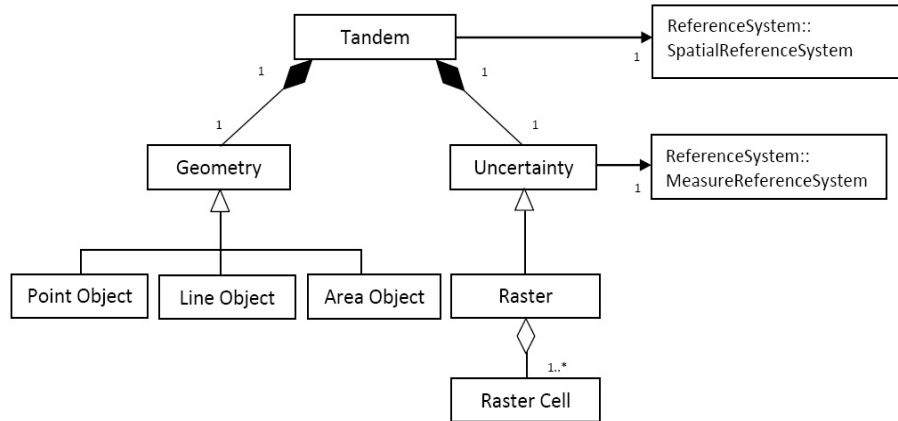 Tandem
ReferenceSystem::
SpatialReferenceSystem
1
1
1
1
1
Geometry
Uncertainty
ReferenceSystem::
MeasureReferenceSystem
1
Point Object
Line Object
Area Object
Raster
1..*
Raster Cell